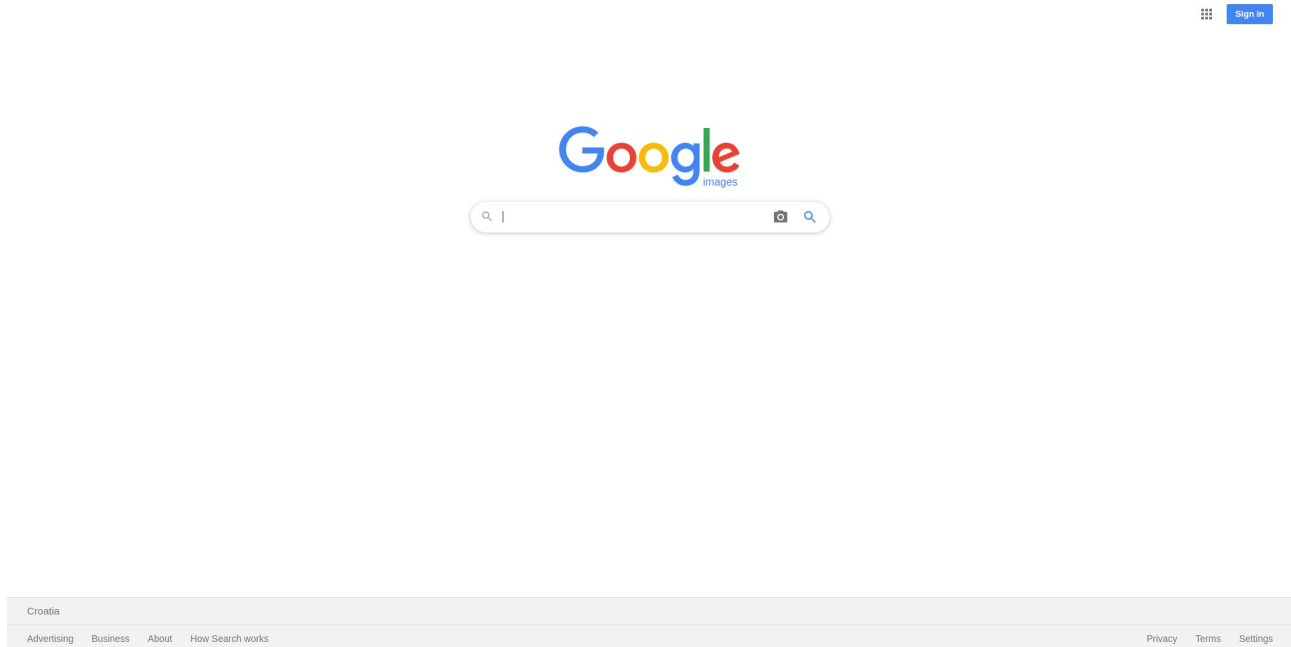 Sign in
Google
images
Croatia
Advertising Business About How Search works Privacy Terms Settings